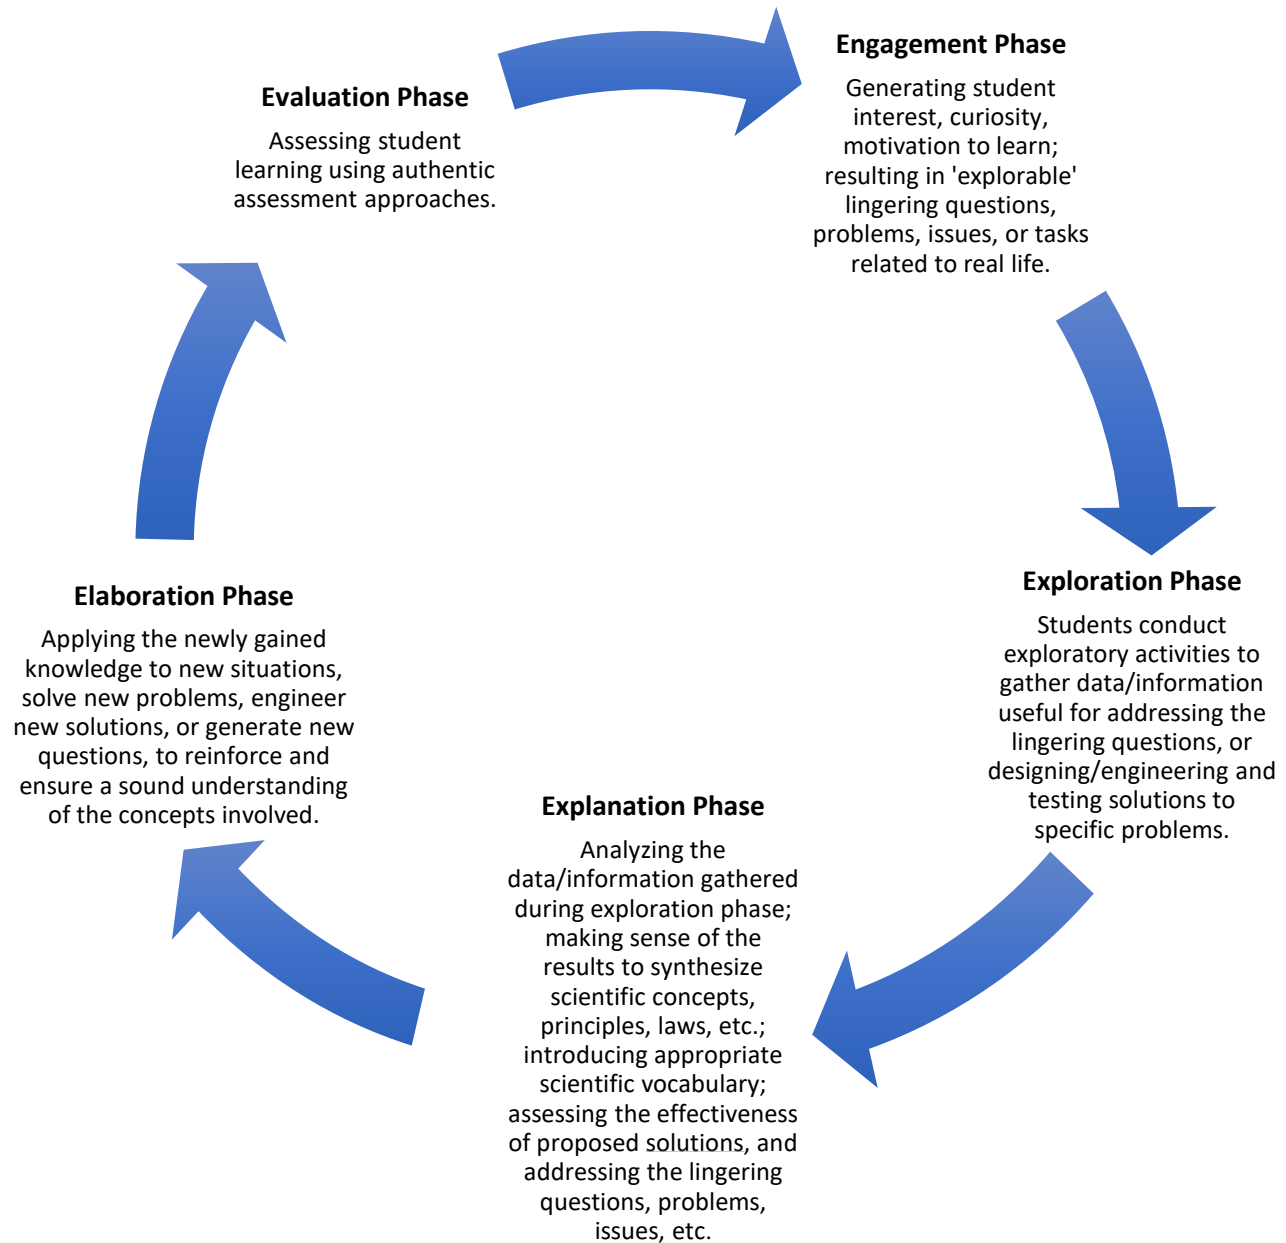 Engagement Phase
Generating student
interest, curiosity,
motivation to learn;
resulting in 'explorable'
lingering questions,
problems, issues, or tasks
related to real life.
Exploration Phase
Students conduct
exploratory activities to
gather data/information
useful for addressing the
lingering questions, or
designing/engineering and
testing solutions to
specific problems.
Explanation Phase
Analyzing the
data/information gathered
during exploration phase;
making sense of the
results to synthesize
scientific concepts,
principles, laws, etc.;
introducing appropriate
scientific vocabulary;
assessing the effectiveness
of proposed solutions, and
addressing the lingering
questions, problems,
issues, etc.
Elaboration Phase
Applying the newly gained
knowledge to new situations,
solve new problems, engineer
new solutions, or generate new
questions, to reinforce and
ensure a sound understanding
of the concepts involved.
Evaluation Phase
Assessing student
learning using authentic
assessment approaches.